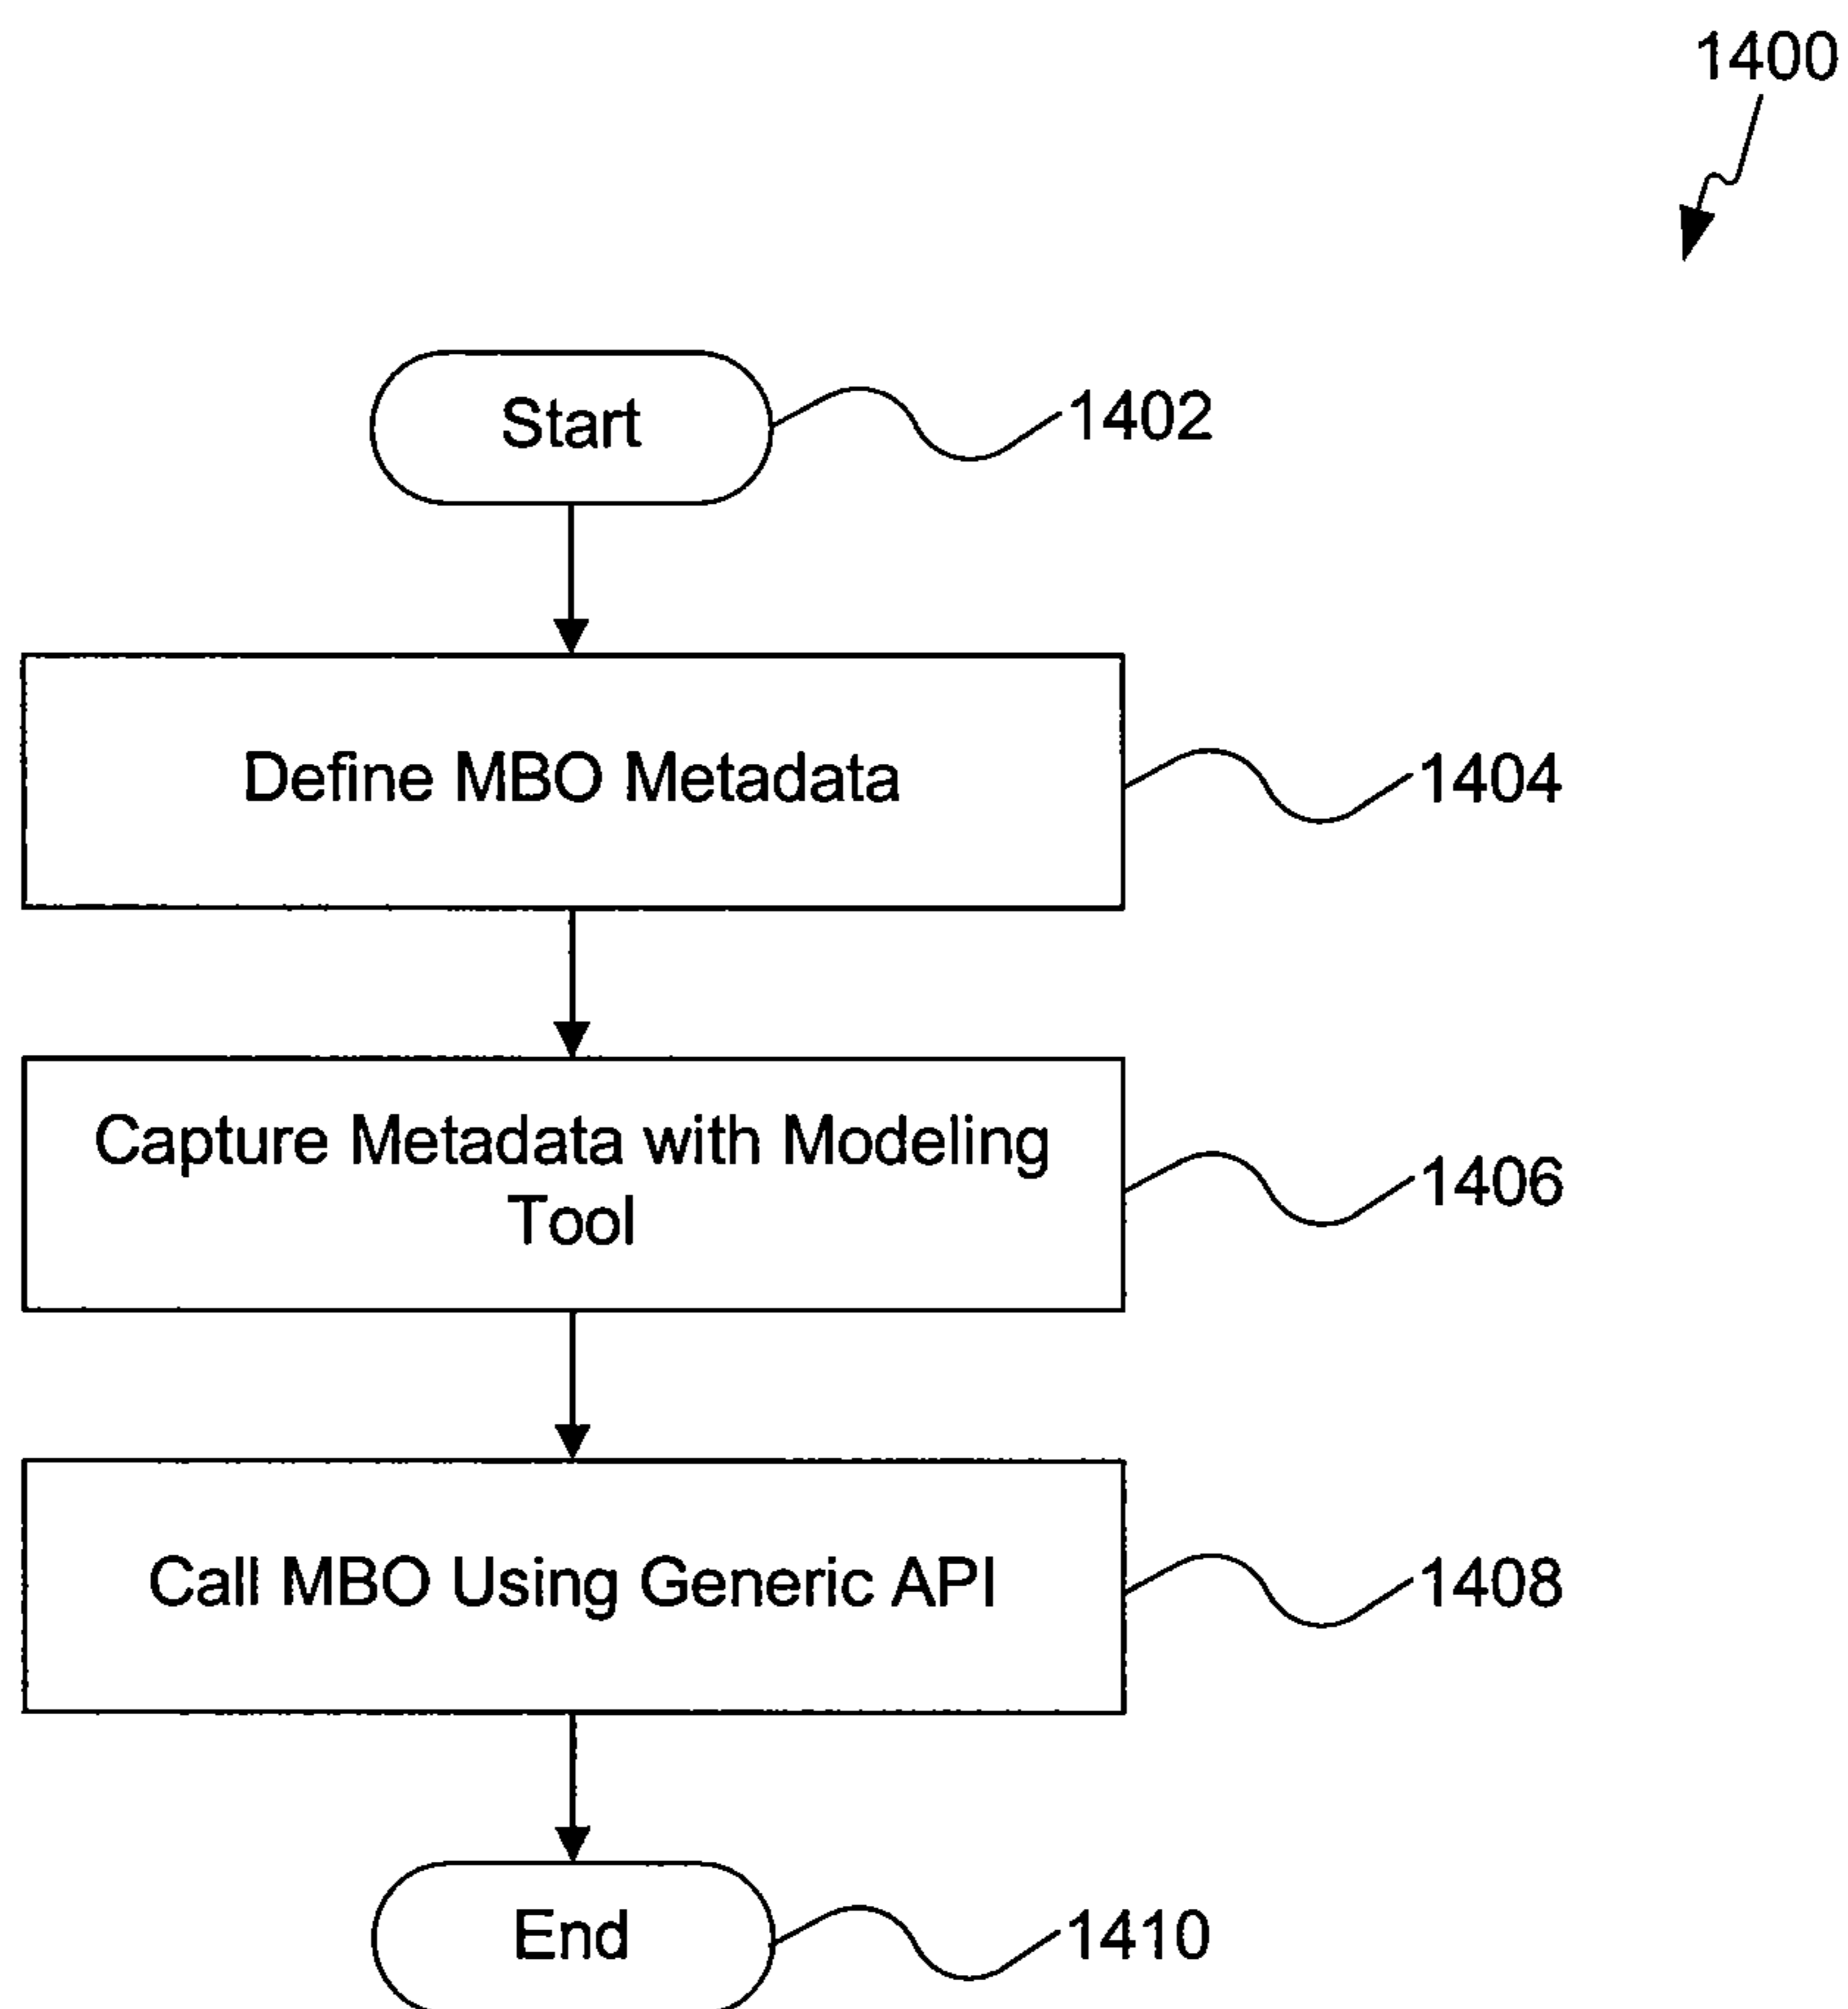 1400
Start
1402
Define MBO Metadata
1404
Capture Metadata with Modeling
Tool
1406
Call MBO Using Generic API
1408
End
1410